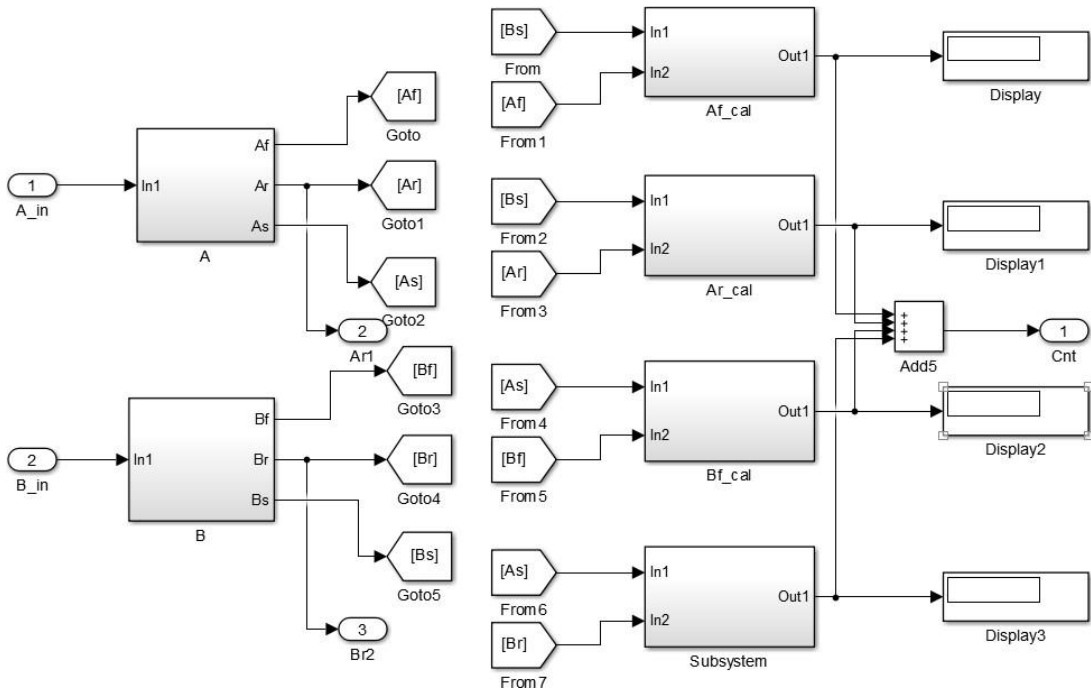 1
A_in
In1
Af
Ar
As
A
[Af]
Goto
[Ar]
Goto1
[As]
Goto2
2
Ar1
2
B_in
In1
Bf
Br
Bs
B
[Bf]
Goto3
[Br]
Goto4
[Bs]
Goto5
3
Br2
[Bs]
From
[Af]
From1
In1
In2
Out1
Af_cal
Display
[Bs]
From2
[Ar]
From3
In1
In2
Out1
Ar_cal
Display1
[As]
From4
[Bf]
From5
In1
In2
Out1
Bf_cal
Display2
[As]
From6
[Br]
From7
In1
In2
Out1
Subsystem
Display3
+
+
+
+
Add5
1
Cnt